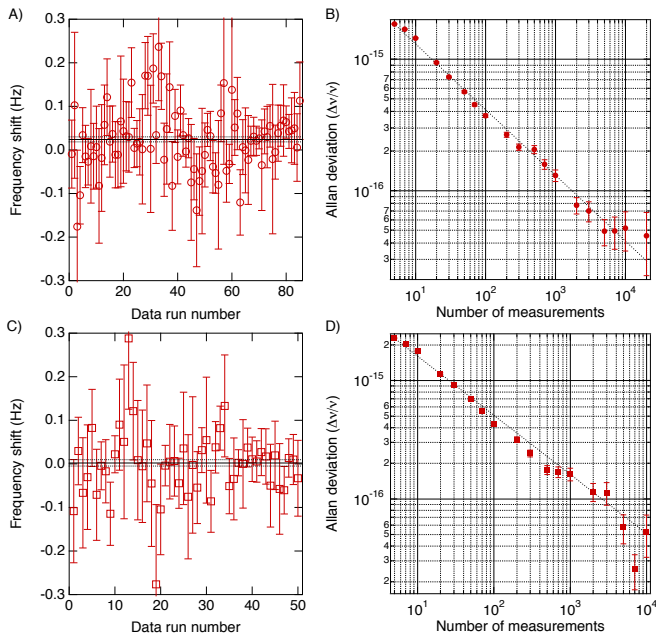 A)
0.3
0.2
0.1
0.0
-0.1
-0.2
-0.3
Frequency shift (Hz)
0 20 40 60 80
Data run number
B)
10^-15
7
6
5
4
3
2
10^-16
7
6
5
4
3
Allan deviation (Δν/ν)
10^1 10^2 10^3 10^4
Number of measurements
C)
0.3
0.2
0.1
0.0
-0.1
-0.2
-0.3
Frequency shift (Hz)
0 10 20 30 40 50
Data run number
D)
2
10^-15
6
5
4
3
2
10^-16
6
5
4
3
2
Allan deviation (Δν/ν)
10^1 10^2 10^3 10^4
Number of measurements